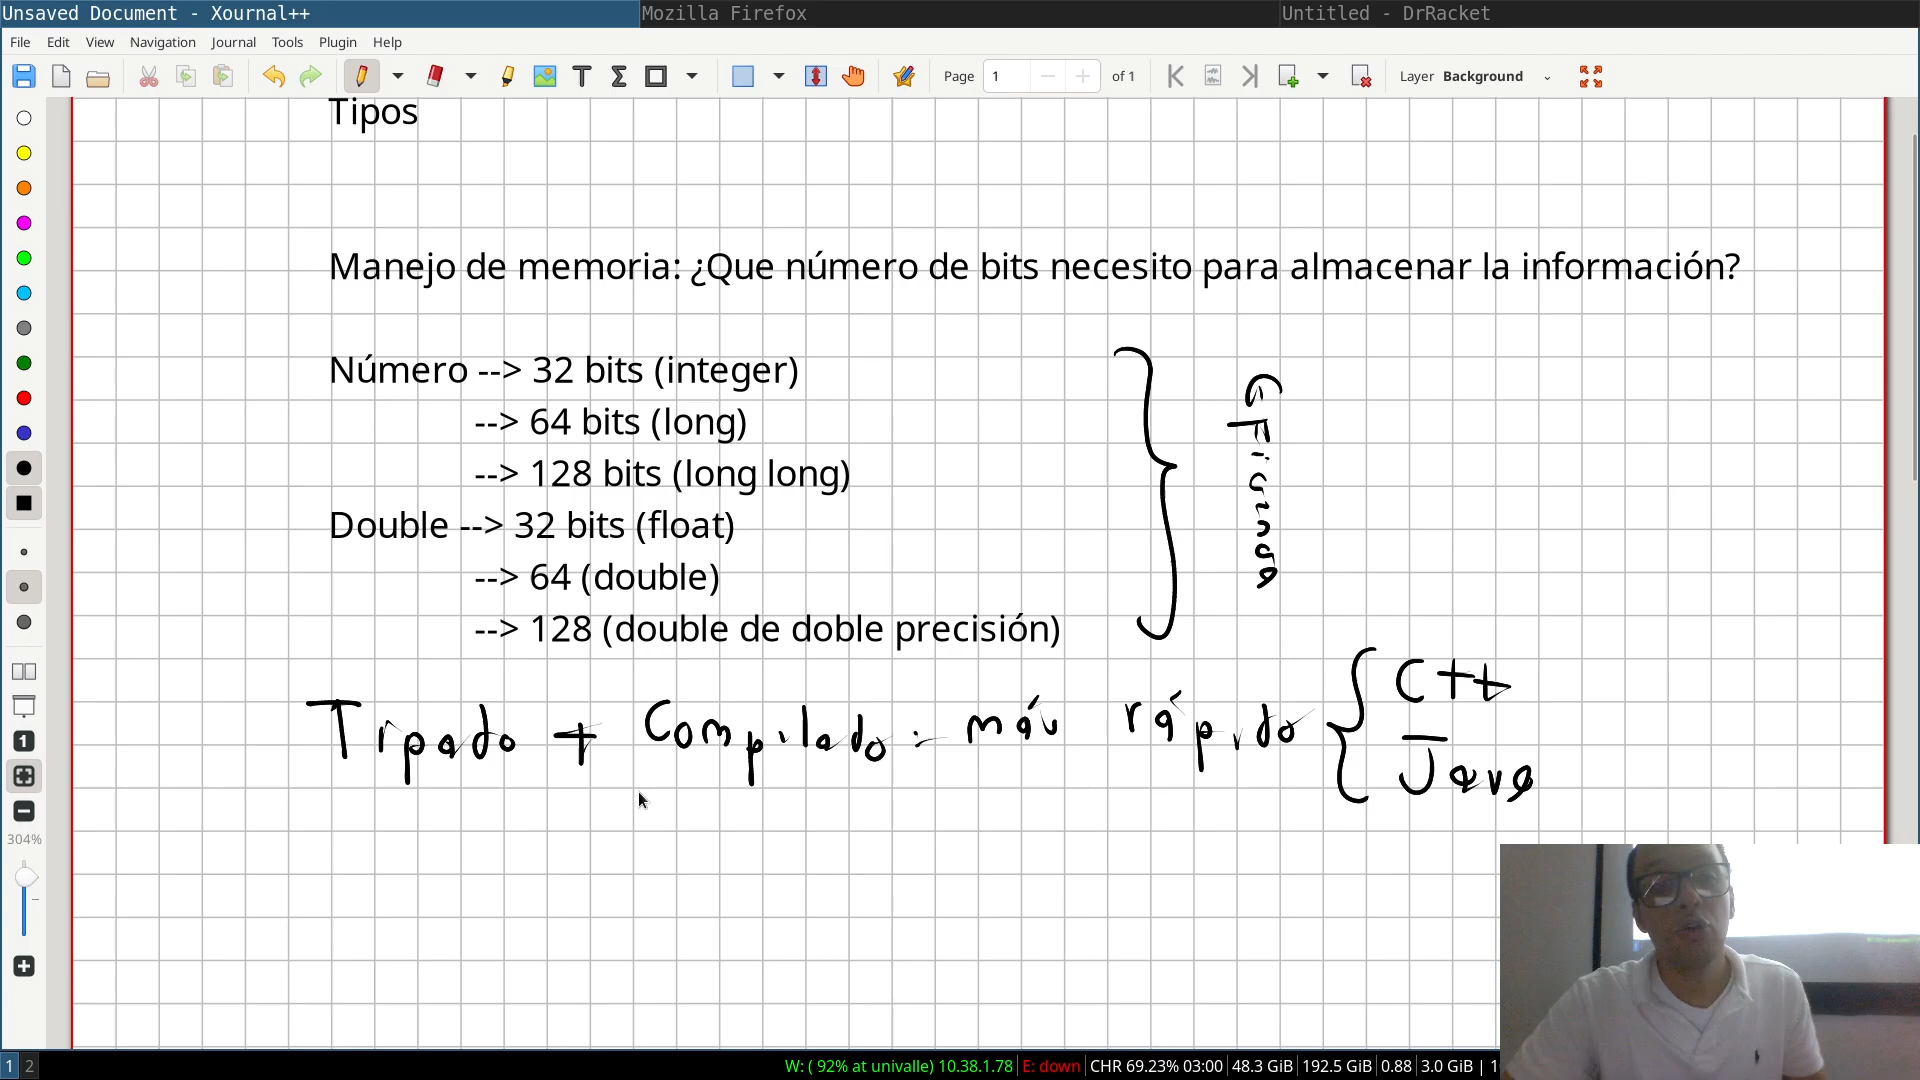 Unsaved Document - Xournal++
Mozilla Firefox
Untitled - DrRacket
File Edit View Navigation Journal Tools Plugin Help
Page 1 of 1 Layer Background
Tipos
Manejo de memoria: ¿Que número de bits necesito para almacenar la información?
Número --> 32 bits (integer)
--> 64 bits (long)
--> 128 bits (long long)
Double --> 32 bits (float)
--> 64 (double)
--> 128 (double de doble precisión)
Tipado + Compilado = más rápido { C++
Java
1
304%
1 2
W: ( 92% at univalle) 10.38.1.78 | E: down | CHR 69.23% 03:00 | 48.3 GiB | 192.5 GiB | 0.88 | 3.0 GiB | 1